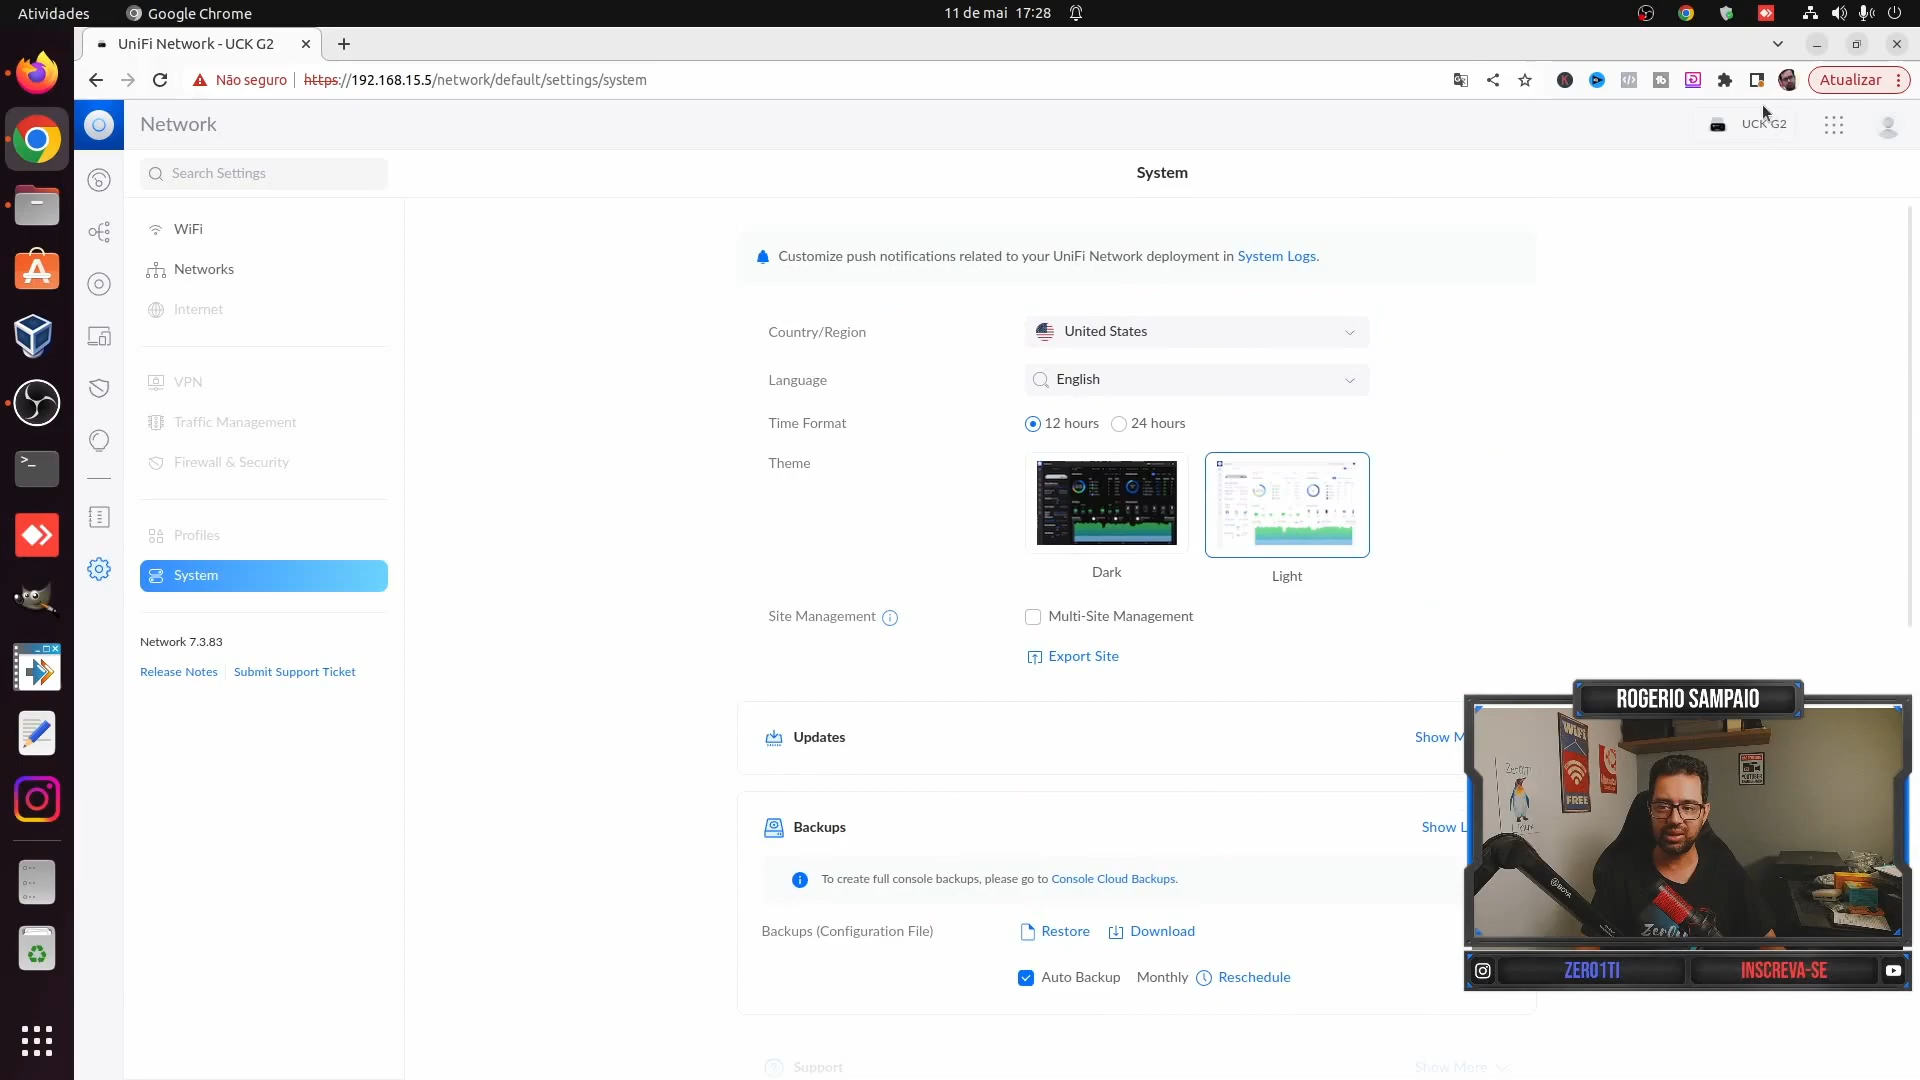 Atividades
Google Chrome
11 de mai 17:28
UniFi Network - UCK G2
Não seguro
https://192.168.15.5/network/default/settings/system
Atualizar
Network
UCK G2
Search Settings
System
WiFi
Networks
Internet
VPN
Traffic Management
Firewall & Security
Profiles
System
Network 7.3.83
Release Notes
Submit Support Ticket
Customize push notifications related to your UniFi Network deployment in System Logs.
Country/Region
United States
Language
English
Time Format
12 hours
24 hours
Theme
Dark
Light
Site Management
Multi-Site Management
Export Site
Updates
Show M
Backups
Show L
To create full console backups, please go to Console Cloud Backups.
Backups (Configuration File)
Restore
Download
Auto Backup
Monthly
Reschedule
Support
Show More
ROGERIO SAMPAIO
WiFi
FREE
BOYA
ZERO1TI
INSCREVA-SE